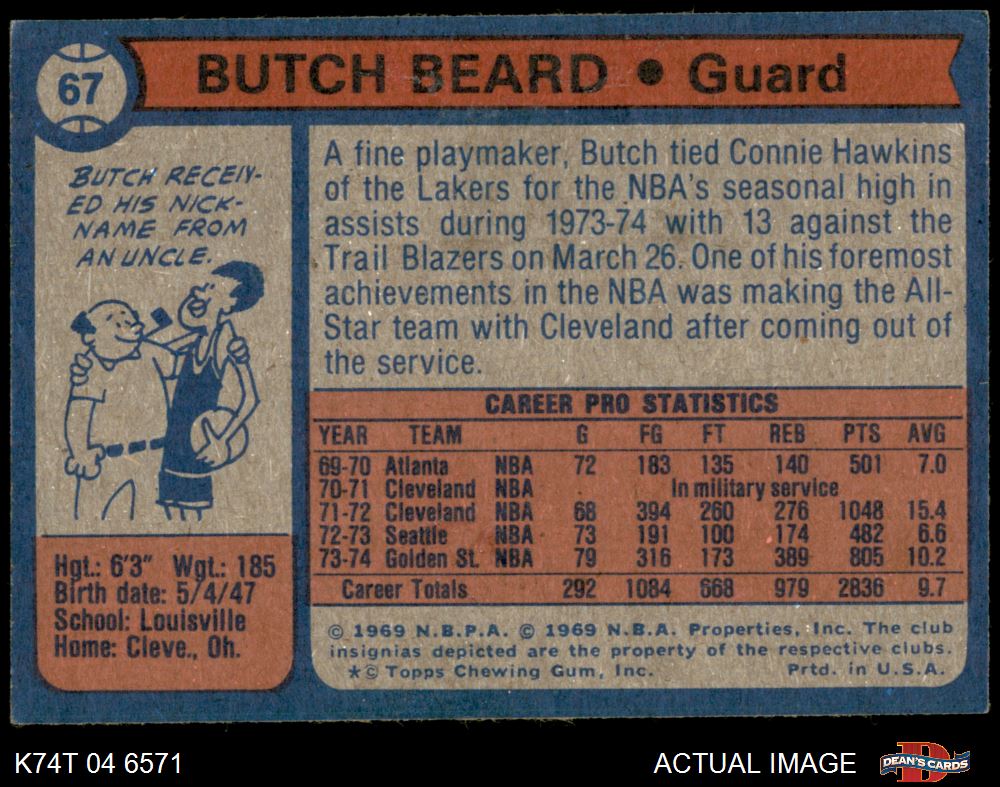 67
BUTCH BEARD ● Guard
BUTCH RECEIV-
ED HIS NICK-
NAME FROM
AN UNCLE.
A fine playmaker, Butch tied Connie Hawkins
of the Lakers for the NBA's seasonal high in
assists during 1973-74 with 13 against the
Trail Blazers on March 26. One of his foremost
achievements in the NBA was making the All-
Star team with Cleveland after coming out of
the service.
CAREER PRO STATISTICS
YEAR TEAM G FG FT REB PTS AVG
69-70 Atlanta NBA 72 183 135 140 501 7.0
70-71 Cleveland NBA In military service
71-72 Cleveland NBA 68 394 260 276 1048 15.4
72-73 Seattle NBA 73 191 100 174 482 6.6
73-74 Golden St. NBA 79 316 173 389 805 10.2
Career Totals 292 1084 668 979 2836 9.7
Hgt.: 6'3" Wgt.: 185
Birth date: 5/4/47
School: Louisville
Home: Cleve., Oh.
© 1969 N.B.P.A. © 1969 N.B.A. Properties, Inc. The club
insignias depicted are the property of the respective clubs.
*© Topps Chewing Gum, Inc. Prtd. in U.S.A.
K74T 04 6571 ACTUAL IMAGE
D
DEAN'S CARDS